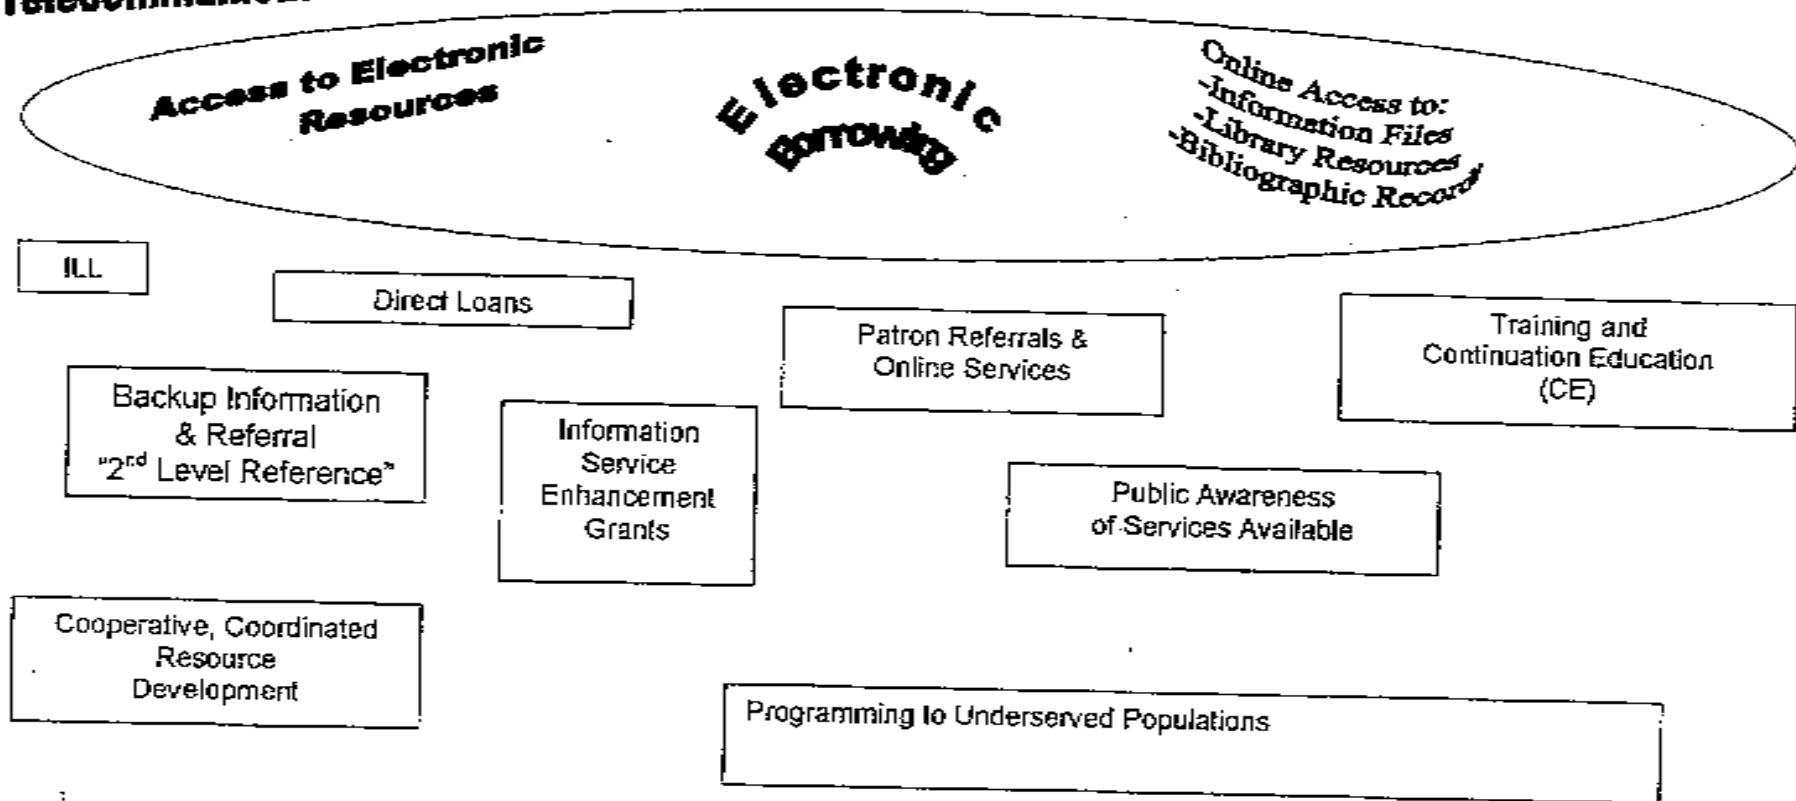 Access to Electronic
Resources
Electronic
Borrowing
Online Access to:
-Information Files
-Library Resources
-Bibliographic Record
ILL
Direct Loans
Patron Referrals &
Online Services
Training and
Continuation Education
(CE)
Backup Information
& Referral
"2nd Level Reference"
Information
Service
Enhancement
Grants
Public Awareness
of Services Available
Cooperative, Coordinated
Resource
Development
Programming to Underserved Populations